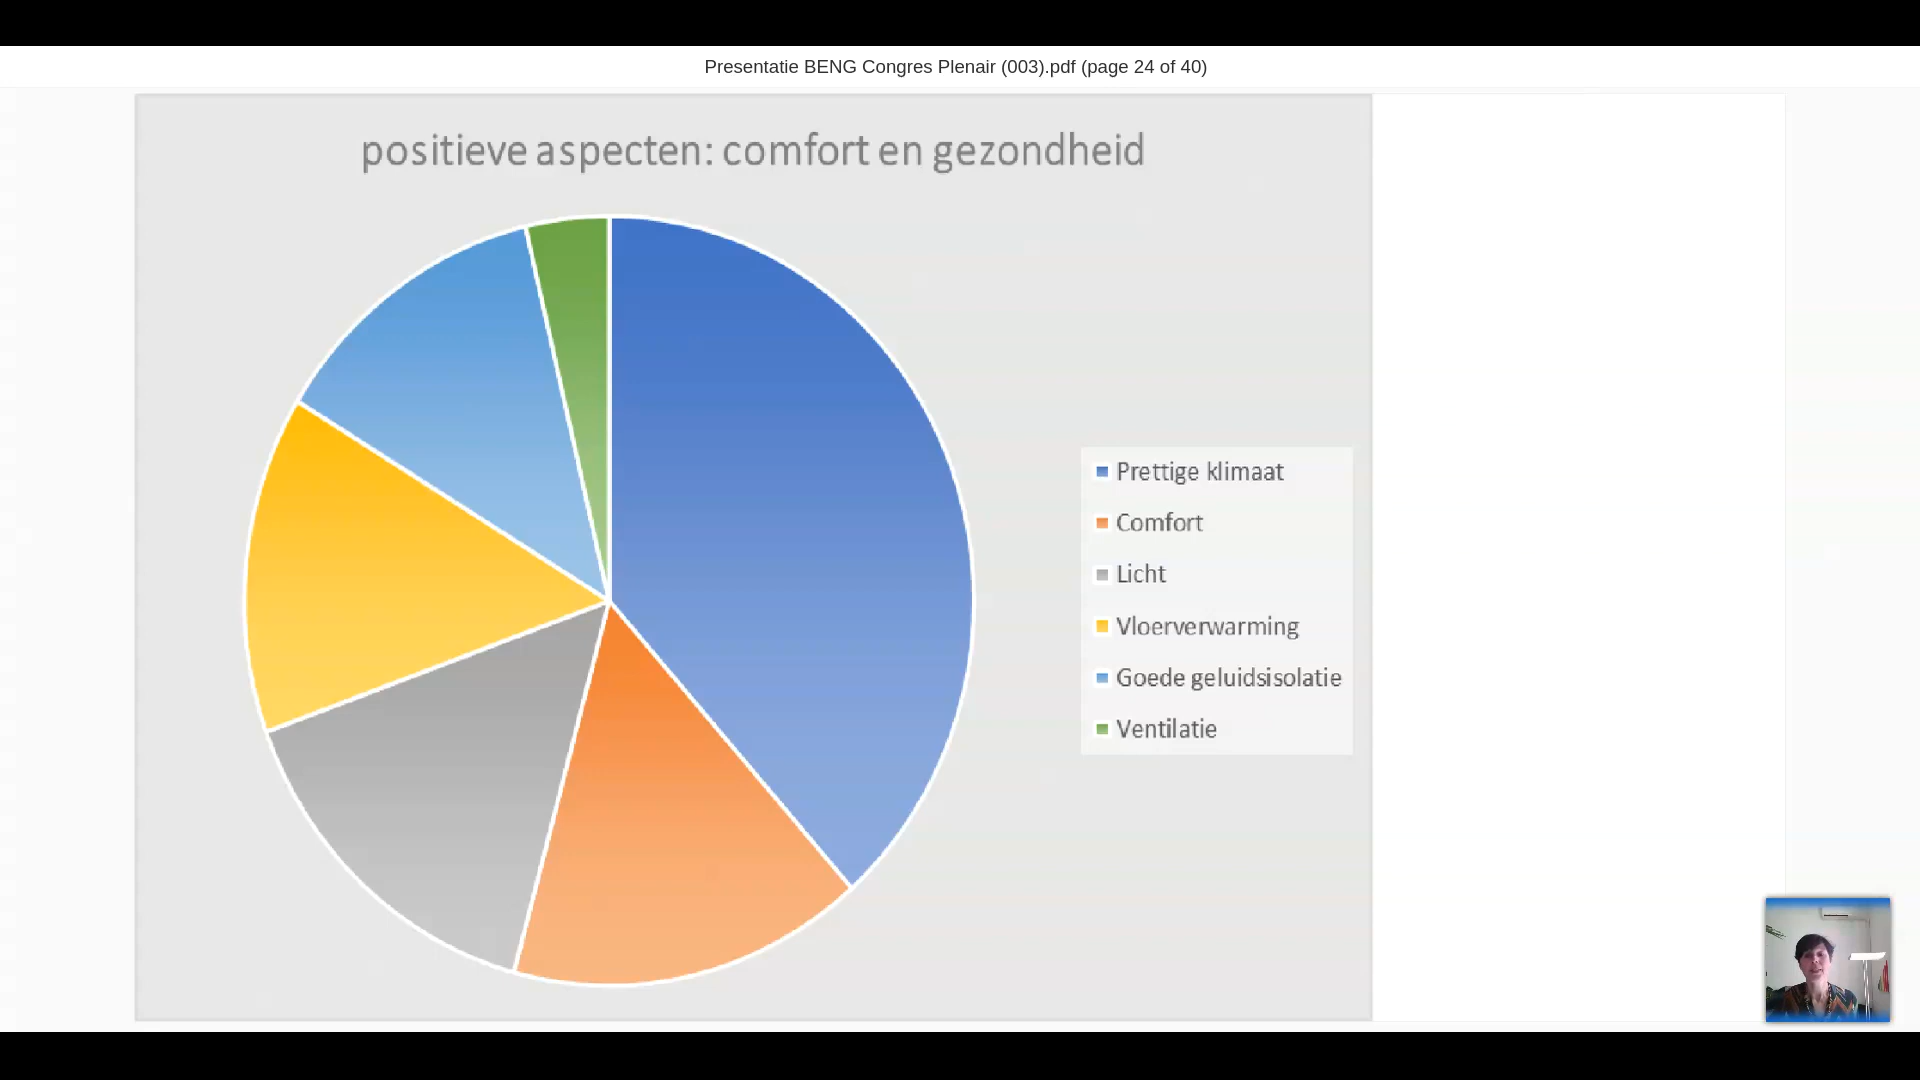 Presentatie BENG Congres Plenair (003).pdf (page 24 of 40)
positieve aspecten: comfort en gezondheid
Prettige klimaat
Comfort
Licht
Vloerverwarming
Goede geluidsisolatie
Ventilatie